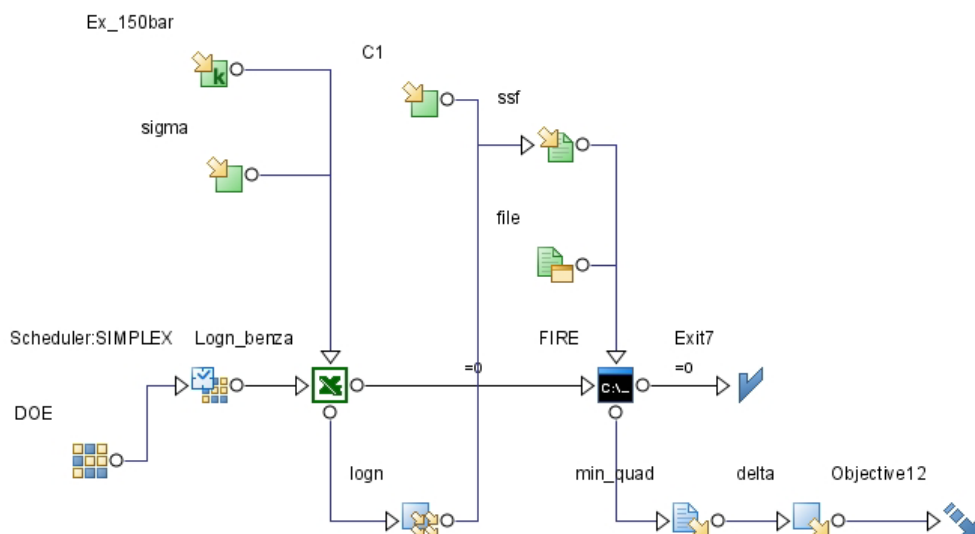 Ex_150bar
C1
k
ssf
sigma
file
Scheduler:SIMPLEX Logn_benza FIRE Exit7
=0 =0
C:\_
DOE
logn min_quad delta Objective12